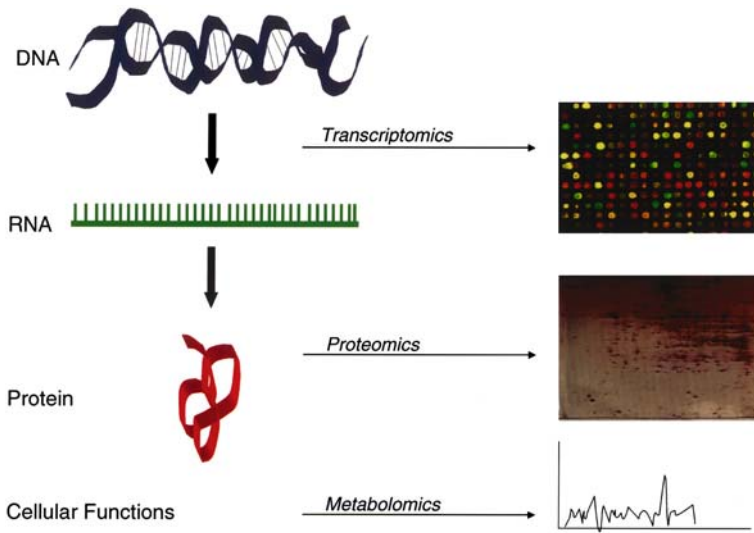 DNA
Transcriptomics
RNA
Proteomics
Protein
Cellular Functions
Metabolomics